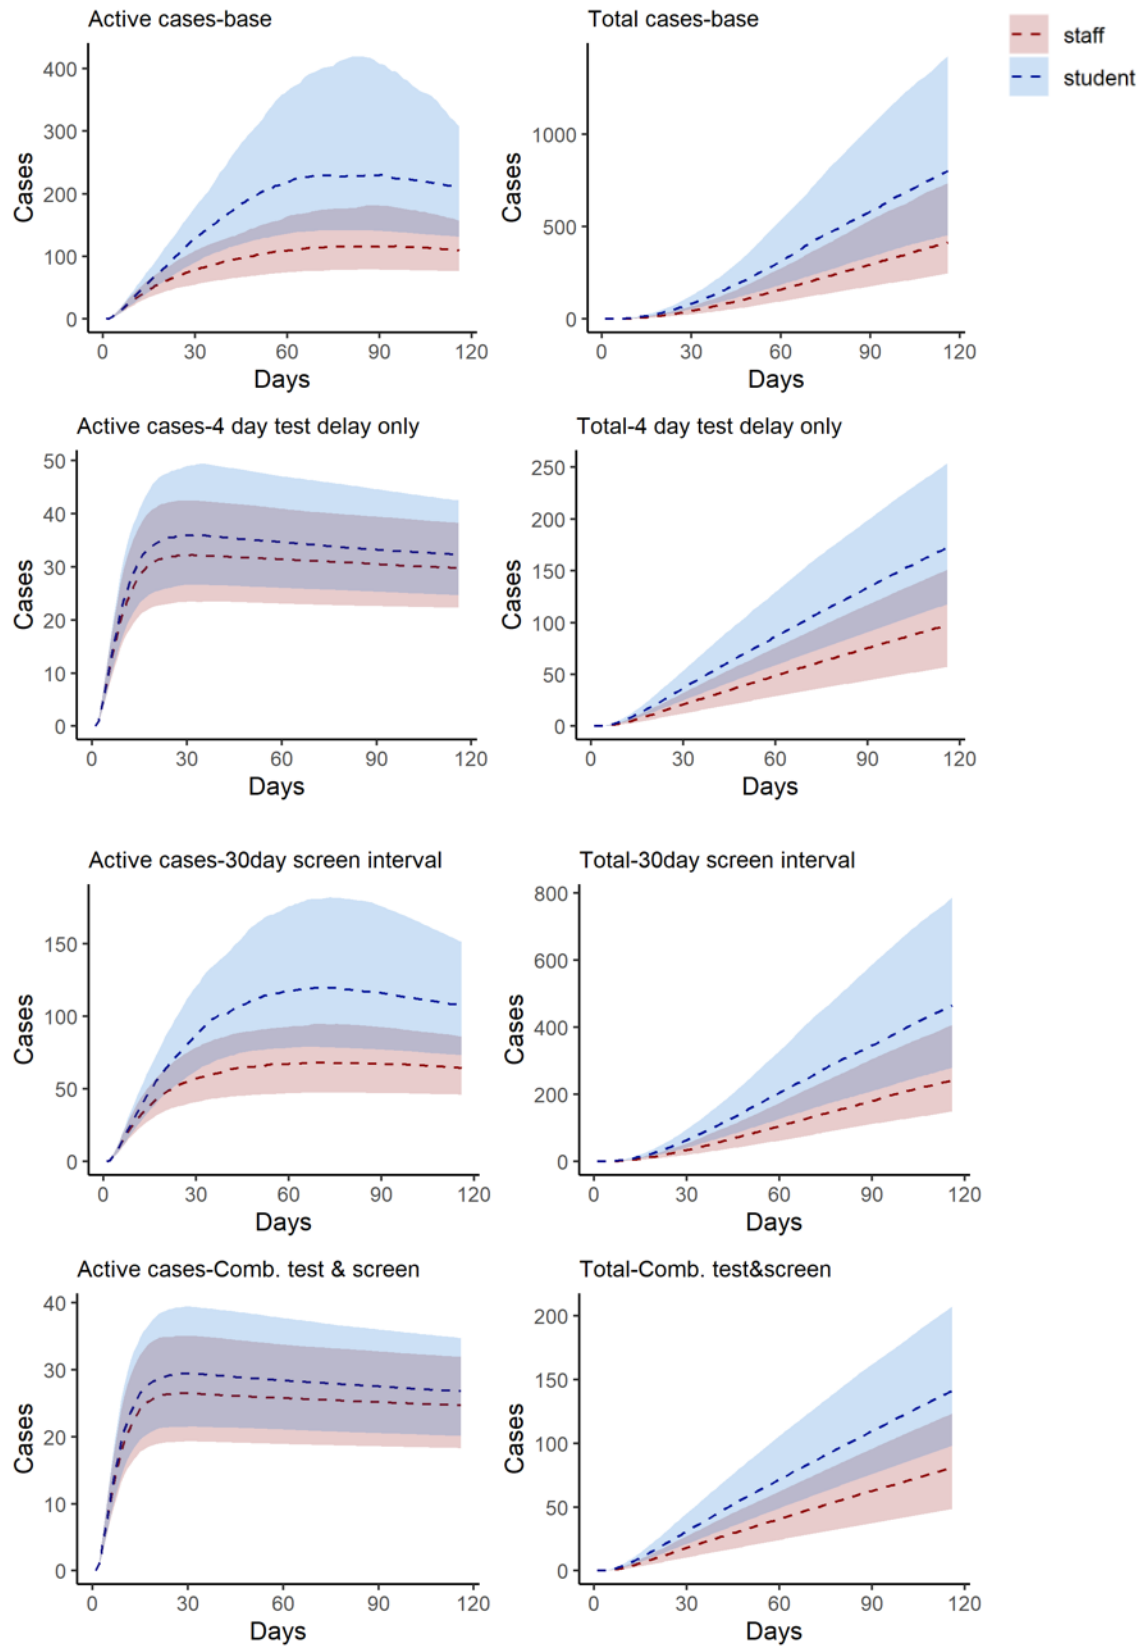 Active cases-base
Total cases-base
staff
student
400
300
200
100
0
Cases
0 30 60 90 120
Days
1000
500
0
Cases
0 30 60 90 120
Days
Active cases-4 day test delay only
Total-4 day test delay only
50
40
30
20
10
0
Cases
0 30 60 90 120
Days
250
200
150
100
50
0
Cases
0 30 60 90 120
Days
Active cases-30day screen interval
Total-30day screen interval
150
100
50
0
Cases
0 30 60 90 120
Days
800
600
400
200
0
Cases
0 30 60 90 120
Days
Active cases-Comb. test & screen
Total-Comb. test&screen
40
30
20
10
0
Cases
0 30 60 90 120
Days
200
150
100
50
0
Cases
0 30 60 90 120
Days